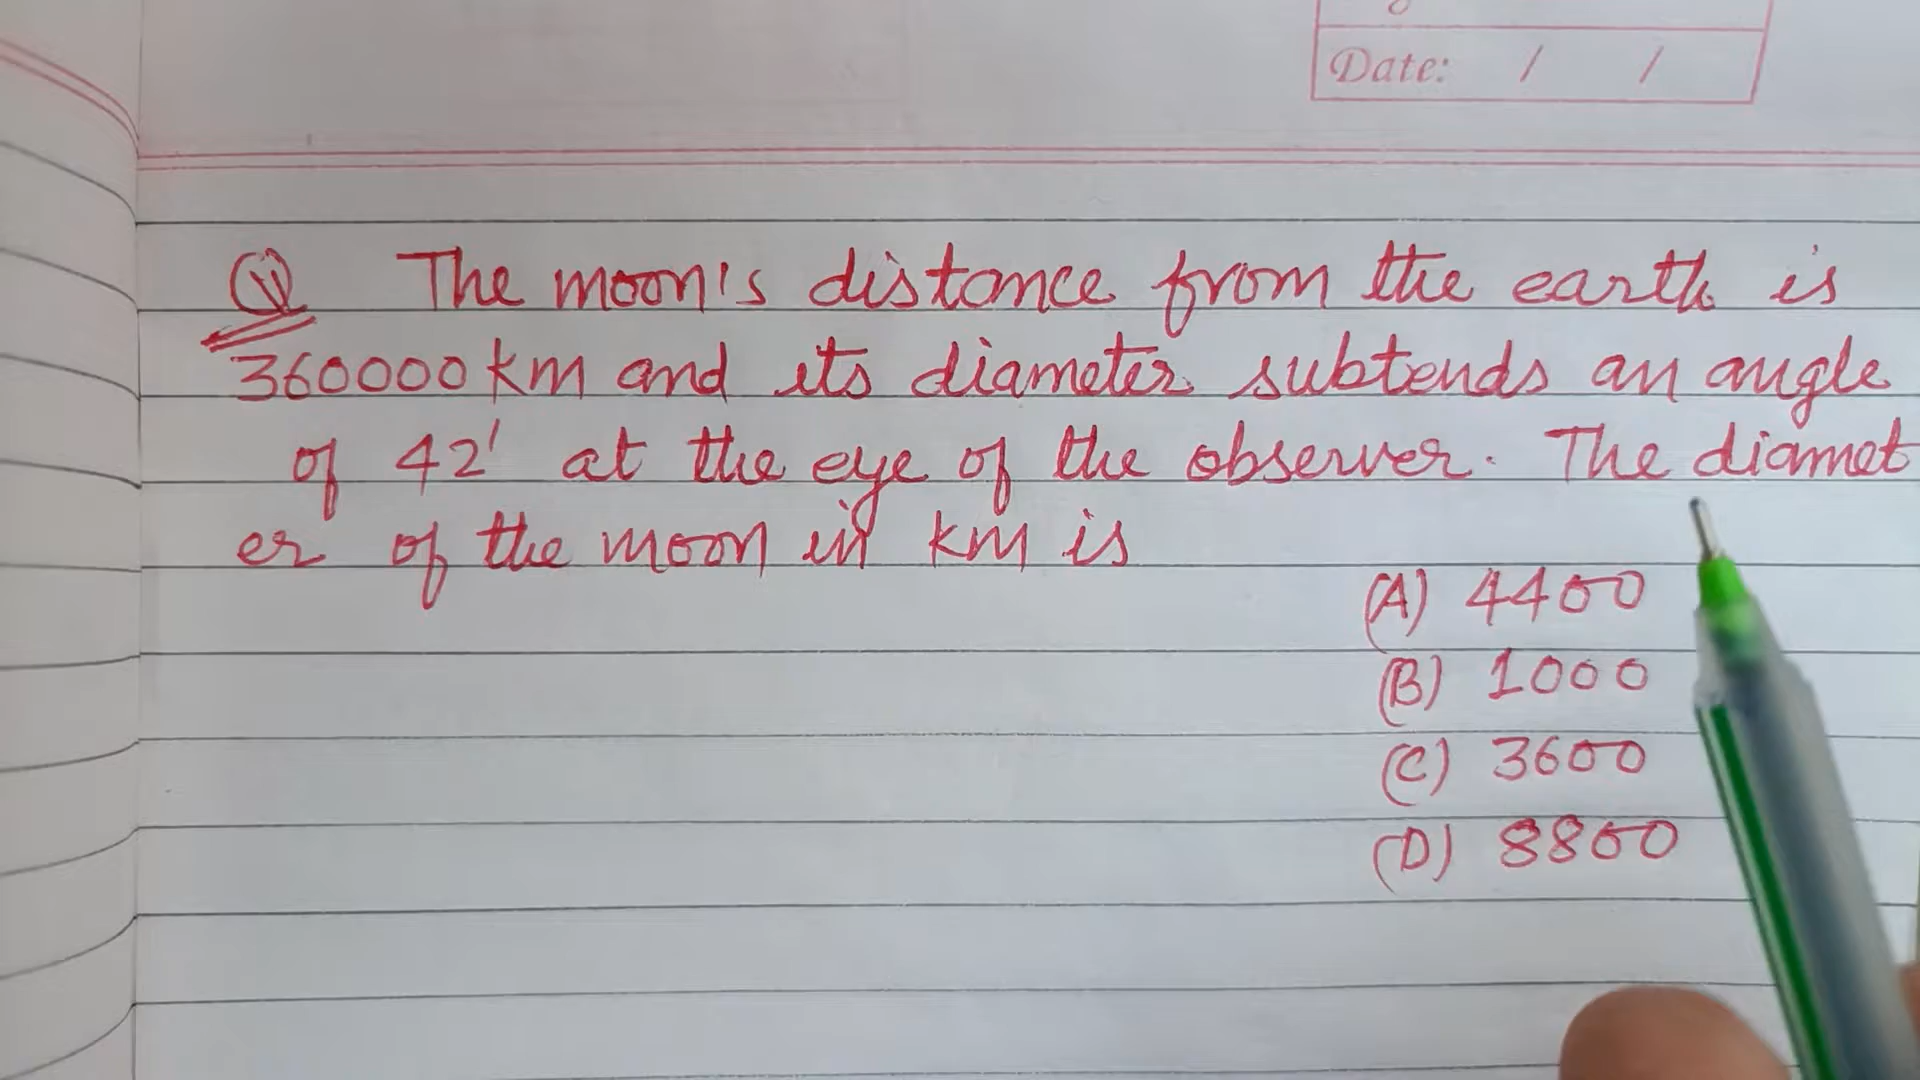 Date: / /
Q The moon's distance from the earth is
360000 km and its diameter subtends an angle
of 42' at the eye of the observer. The diamet
er of the moon in km is
(A) 4400
(B) 1000
(C) 3600
(D) 8800